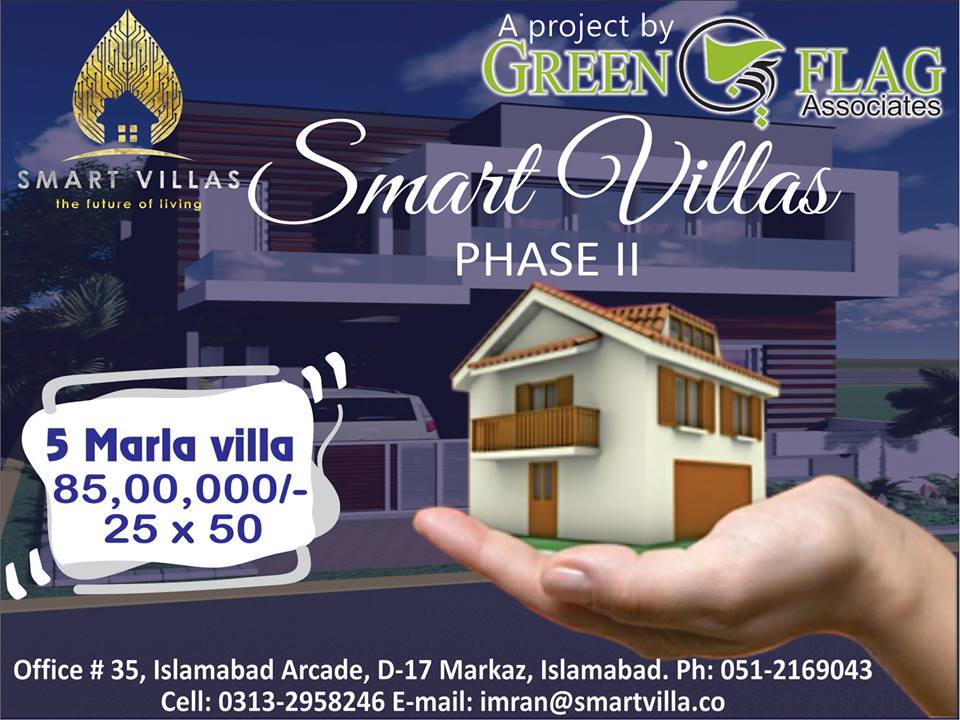 A project by
GREEN FLAG
Associates
SMART VILLAS
the future of living
Smart Villas
PHASE II
5 Marla villa
85,00,000/-
25 x 50
Office # 35, Islamabad Arcade, D-17 Markaz, Islamabad. Ph: 051-2169043
Cell: 0313-2958246 E-mail: imran@smartvilla.co